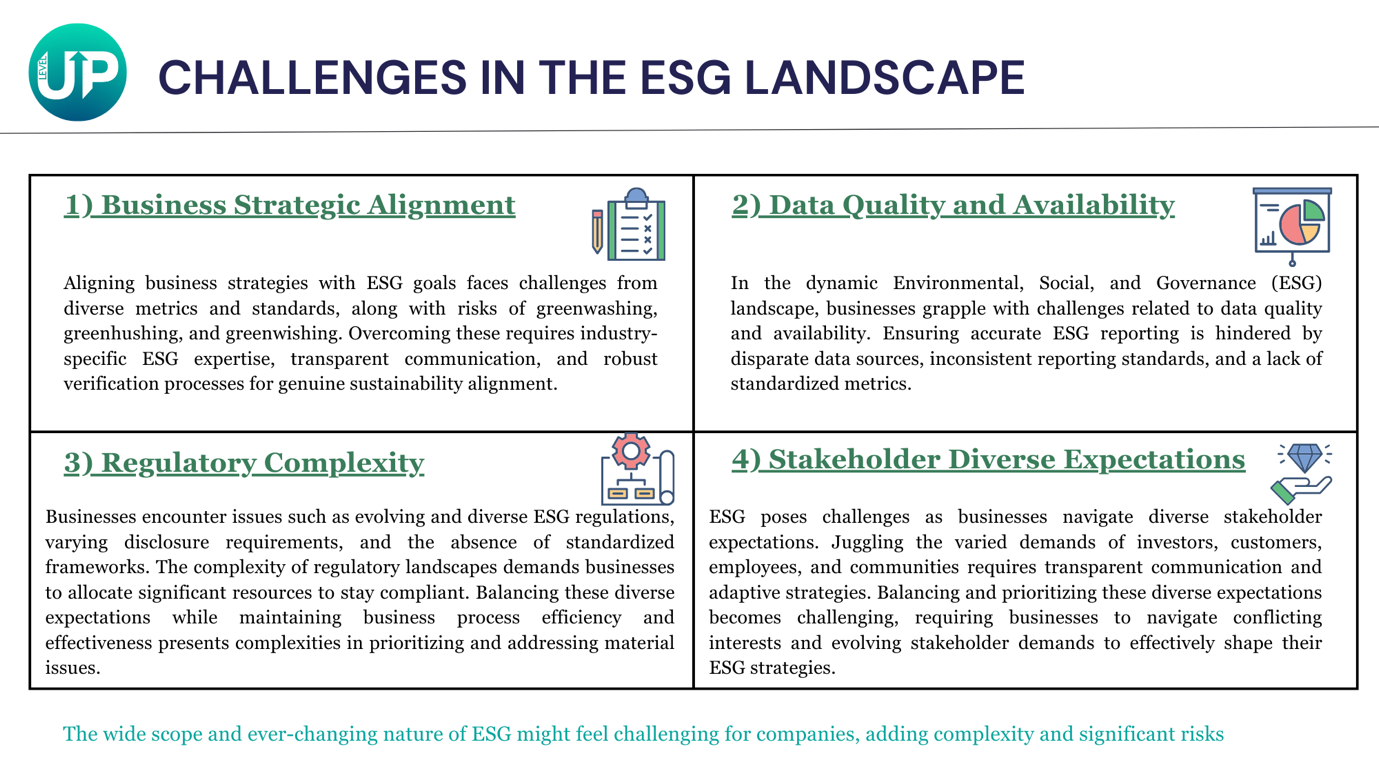 LEVEL
UP
CHALLENGES IN THE ESG LANDSCAPE
1) Business Strategic Alignment
Aligning business strategies with ESG goals faces challenges from
diverse metrics and standards, along with risks of greenwashing,
greenhushing, and greenwishing. Overcoming these requires industry-
specific ESG expertise, transparent communication, and robust
verification processes for genuine sustainability alignment.
2) Data Quality and Availability
In the dynamic Environmental, Social, and Governance (ESG)
landscape, businesses grapple with challenges related to data quality
and availability. Ensuring accurate ESG reporting is hindered by
disparate data sources, inconsistent reporting standards, and a lack of
standardized metrics.
3) Regulatory Complexity
Businesses encounter issues such as evolving and diverse ESG regulations,
varying disclosure requirements, and the absence of standardized
frameworks. The complexity of regulatory landscapes demands businesses
to allocate significant resources to stay compliant. Balancing these diverse
expectations while maintaining business process efficiency and
effectiveness presents complexities in prioritizing and addressing material
issues.
4) Stakeholder Diverse Expectations
ESG poses challenges as businesses navigate diverse stakeholder
expectations. Juggling the varied demands of investors, customers,
employees, and communities requires transparent communication and
adaptive strategies. Balancing and prioritizing these diverse expectations
becomes challenging, requiring businesses to navigate conflicting
interests and evolving stakeholder demands to effectively shape their
ESG strategies.
The wide scope and ever-changing nature of ESG might feel challenging for companies, adding complexity and significant risks